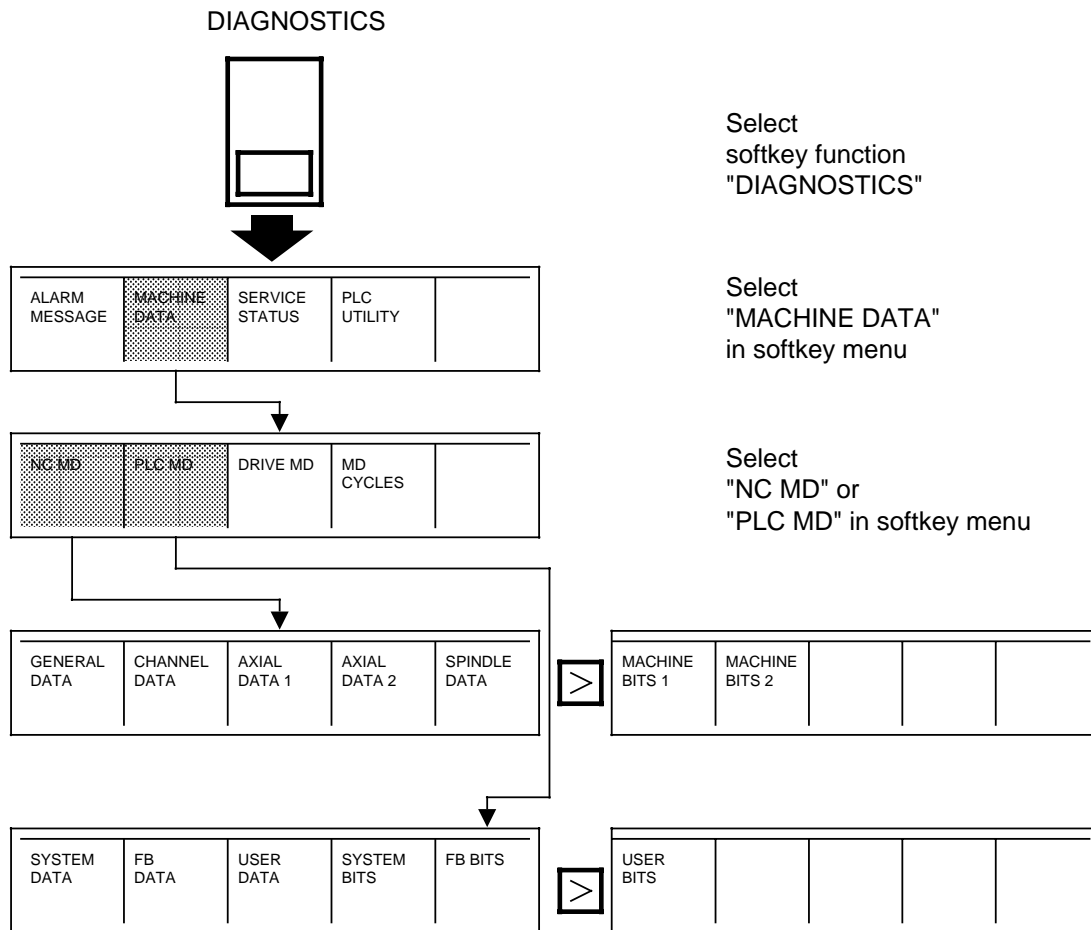 DIAGNOSTICS
Select
softkey function
"DIAGNOSTICS"
ALARM
MESSAGE
MACHINE
DATA
SERVICE
STATUS
PLC
UTILITY
Select
"MACHINE DATA"
in softkey menu
NC MD
PLC MD
DRIVE MD
MD
CYCLES
Select
"NC MD" or
"PLC MD" in softkey menu
GENERAL
DATA
CHANNEL
DATA
AXIAL
DATA 1
AXIAL
DATA 2
SPINDLE
DATA
>
MACHINE
BITS 1
MACHINE
BITS 2
SYSTEM
DATA
FB
DATA
USER
DATA
SYSTEM
BITS
FB BITS
>
USER
BITS